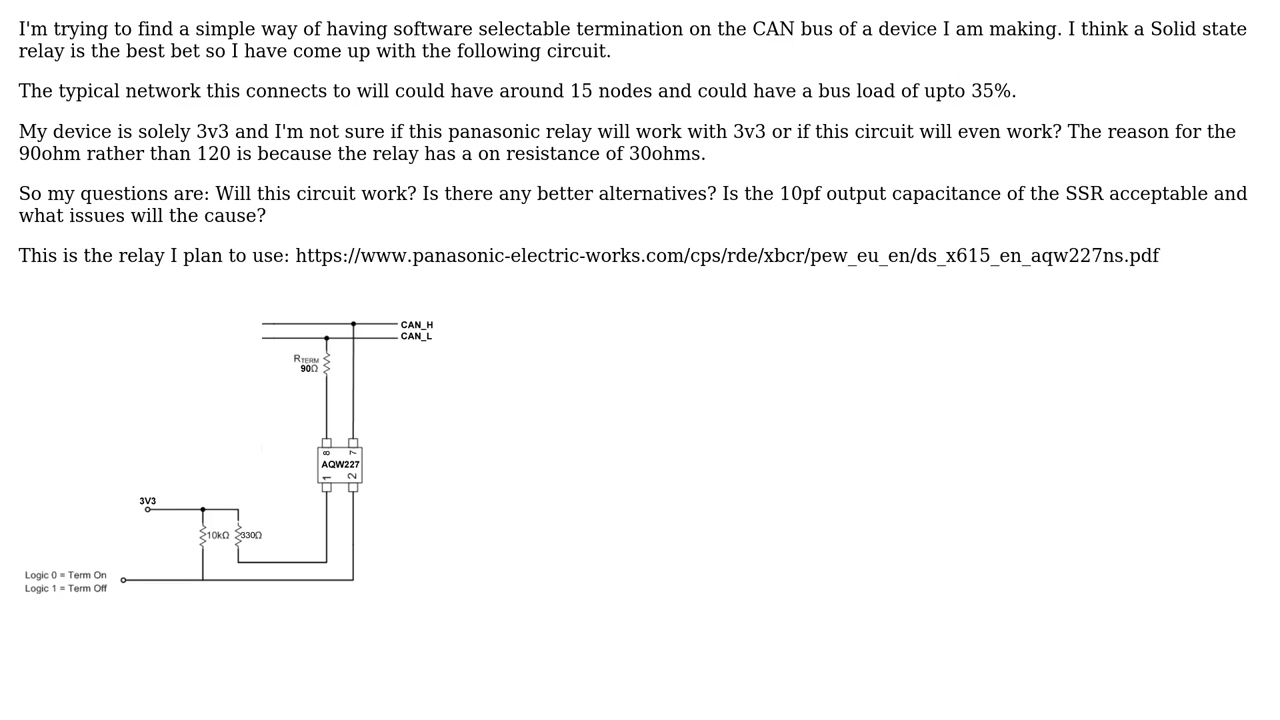 I'm trying to find a simple way of having software selectable termination on the CAN bus of a device I am making. I think a Solid state
relay is the best bet so I have come up with the following circuit.
The typical network this connects to will could have around 15 nodes and could have a bus load of upto 35%.
My device is solely 3v3 and I'm not sure if this panasonic relay will work with 3v3 or if this circuit will even work? The reason for the
90ohm rather than 120 is because the relay has a on resistance of 30ohms.
So my questions are: Will this circuit work? Is there any better alternatives? Is the 10pf output capacitance of the SSR acceptable and
what issues will the cause?
This is the relay I plan to use: https://www.panasonic-electric-works.com/cps/rde/xbcr/pew_eu_en/ds_x615_en_aqw227ns.pdf
CAN_H
CAN_L
RTERM
90Ω
8 7
AQW227
1 2
3V3
10kΩ 330Ω
Logic 0 = Term On
Logic 1 = Term Off